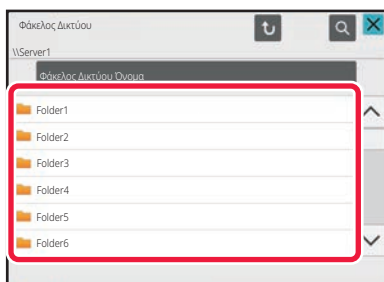 Φάκελος Δικτύου
\\Server1
Φάκελος Δικτύου Όνομα
Folder1
Folder2
Folder3
Folder4
Folder5
Folder6